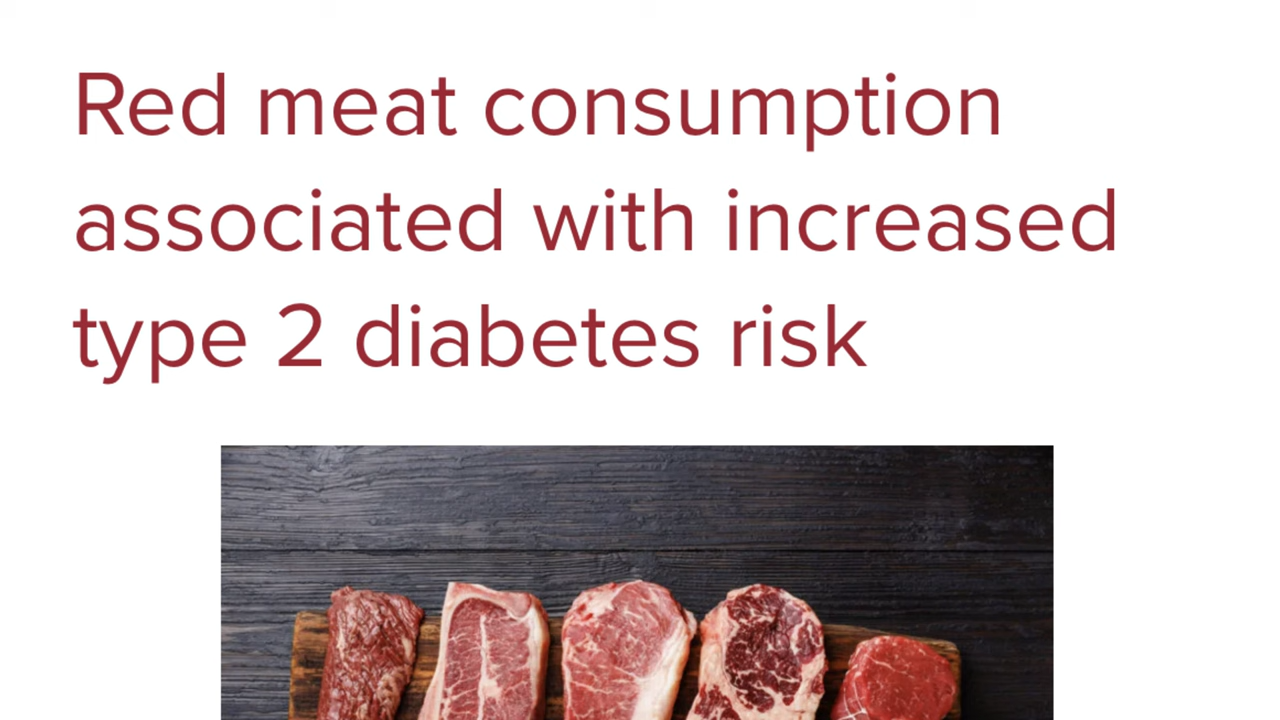 Red meat consumption
associated with increased
type 2 diabetes risk